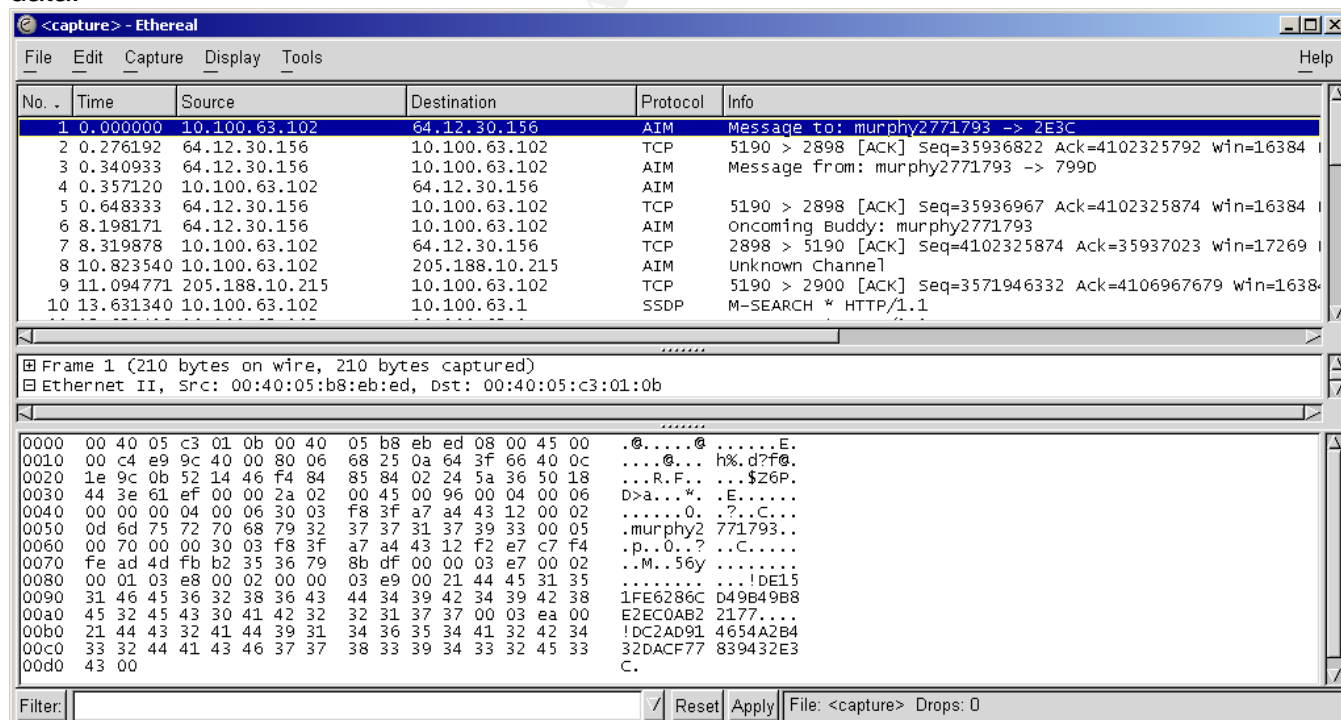 <capture> - Ethereal
File Edit Capture Display Tools Help
No. Time Source Destination Protocol Info
1 0.000000 10.100.63.102 64.12.30.156 AIM Message to: murphy2771793 -> 2E3C
2 0.276192 64.12.30.156 10.100.63.102 TCP 5190 > 2898 [ACK] Seq=35936822 Ack=4102325792 Win=16384
3 0.340933 64.12.30.156 10.100.63.102 AIM Message from: murphy2771793 -> 799D
4 0.357120 10.100.63.102 64.12.30.156 AIM
5 0.648333 64.12.30.156 10.100.63.102 TCP 5190 > 2898 [ACK] Seq=35936967 Ack=4102325874 Win=16384
6 8.198171 64.12.30.156 10.100.63.102 AIM Oncoming Buddy: murphy2771793
7 8.319878 10.100.63.102 64.12.30.156 TCP 2898 > 5190 [ACK] Seq=4102325874 Ack=35937023 Win=17269
8 10.823540 10.100.63.102 205.188.10.215 AIM Unknown Channel
9 11.094771 205.188.10.215 10.100.63.102 TCP 5190 > 2900 [ACK] Seq=3571946332 Ack=4106967679 Win=1638
10 13.631340 10.100.63.102 10.100.63.1 SSDP M-SEARCH * HTTP/1.1
Frame 1 (210 bytes on wire, 210 bytes captured)
Ethernet II, Src: 00:40:05:b8:eb:ed, Dst: 00:40:05:c3:01:0b
0000 00 40 05 c3 01 0b 00 40 05 b8 eb ed 08 00 45 00 .@.....@ ......E.
0010 00 c4 e9 9c 40 00 80 06 68 25 0a 64 3f 66 40 0c ....@... h%.d?f@.
0020 1e 9c 0b 52 14 46 f4 84 85 84 02 24 5a 36 50 18 ...R.F.. ...$Z6P.
0030 44 3e 61 ef 00 00 2a 02 00 45 00 96 00 04 00 06 D>a...*. .E......
0040 00 00 00 04 00 06 30 03 f8 3f a7 a4 43 12 00 02 ......0. .?..C...
0050 0d 6d 75 72 70 68 79 32 37 37 31 37 39 33 00 05 .murphy2 771793..
0060 00 70 00 00 30 03 f8 3f a7 a4 43 12 f2 e7 c7 f4 .p..0..? ..C.....
0070 fe ad 4d fb b2 35 36 79 8b df 00 00 03 e7 00 02 ..M..56y ........
0080 00 01 03 e8 00 02 00 00 03 e9 00 21 44 45 31 35 ........ ...!DE15
0090 31 46 45 36 32 38 36 43 44 34 39 42 34 39 42 38 1FE6286C D49B49B8
00a0 45 32 45 43 30 41 42 32 32 31 37 37 00 03 ea 00 E2EC0AB2 2177....
00b0 21 44 43 32 41 44 39 31 34 36 35 34 41 32 42 34 !DC2AD91 4654A2B4
00c0 33 32 44 41 43 46 37 37 38 33 39 34 33 32 45 33 32DACF77 839432E3
00d0 43 00 C.
Filter: Reset Apply File: <capture> Drops: 0